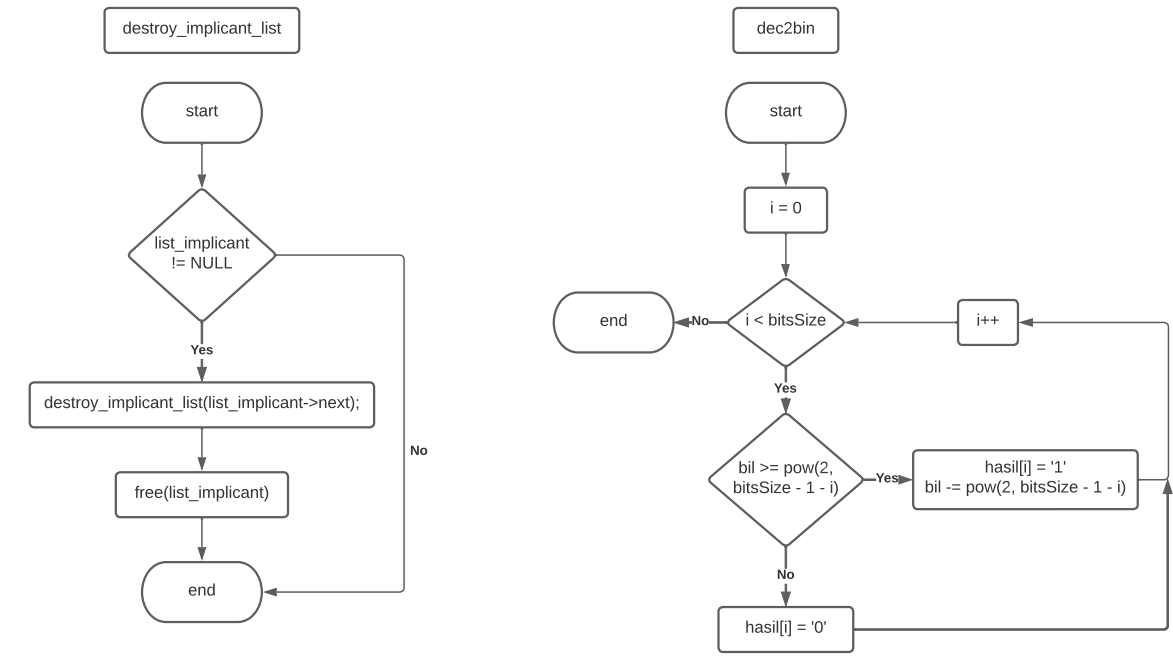 destroy_implicant_list
start
list_implicant
!= NULL
Yes
destroy_implicant_list(list_implicant->next);
No
free(list_implicant)
end
dec2bin
start
i = 0
i < bitsSize
No
end
i++
Yes
bil >= pow(2,
bitsSize - 1 - i)
Yes
hasil[i] = '1'
bil -= pow(2, bitsSize - 1 - i)
No
hasil[i] = '0'